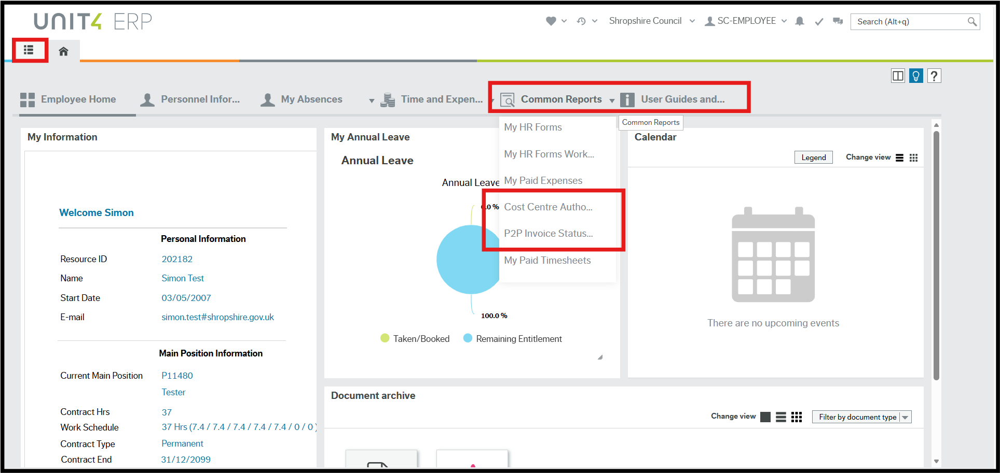 UNIT4 ERP
Shropshire Council
SC-EMPLOYEE
Search (Alt+q)
?
Employee Home
Personnel Infor...
My Absences
Time and Expen...
Common Reports
User Guides and...
Common Reports
My HR Forms
My HR Forms Work...
My Paid Expenses
Cost Centre Autho...
P2P Invoice Status...
My Paid Timesheets
My Information
Welcome Simon
Personal Information
Resource ID 202182
Name Simon Test
Start Date 03/05/2007
E-mail simon.test#shropshire.gov.uk
Main Position Information
Current Main Position P11480
Tester
Contract Hrs 37
Work Schedule 37 Hrs (7.4 / 7.4 / 7.4 / 7.4 / 7.4 / 0 / 0 )
Contract Type Permanent
Contract End 31/12/2099
My Annual Leave
Annual Leave
Annual Leave
.0 %
100.0 %
Taken/Booked
Remaining Entitlement
Calendar
Legend
Change view
There are no upcoming events
Document archive
Change view
Filter by document type